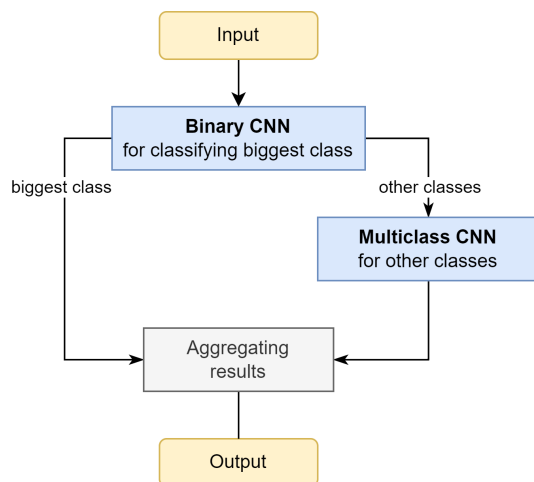 Input
Binary CNN
for classifying biggest class
biggest class
other classes
Multiclass CNN
for other classes
Aggregating
results
Output